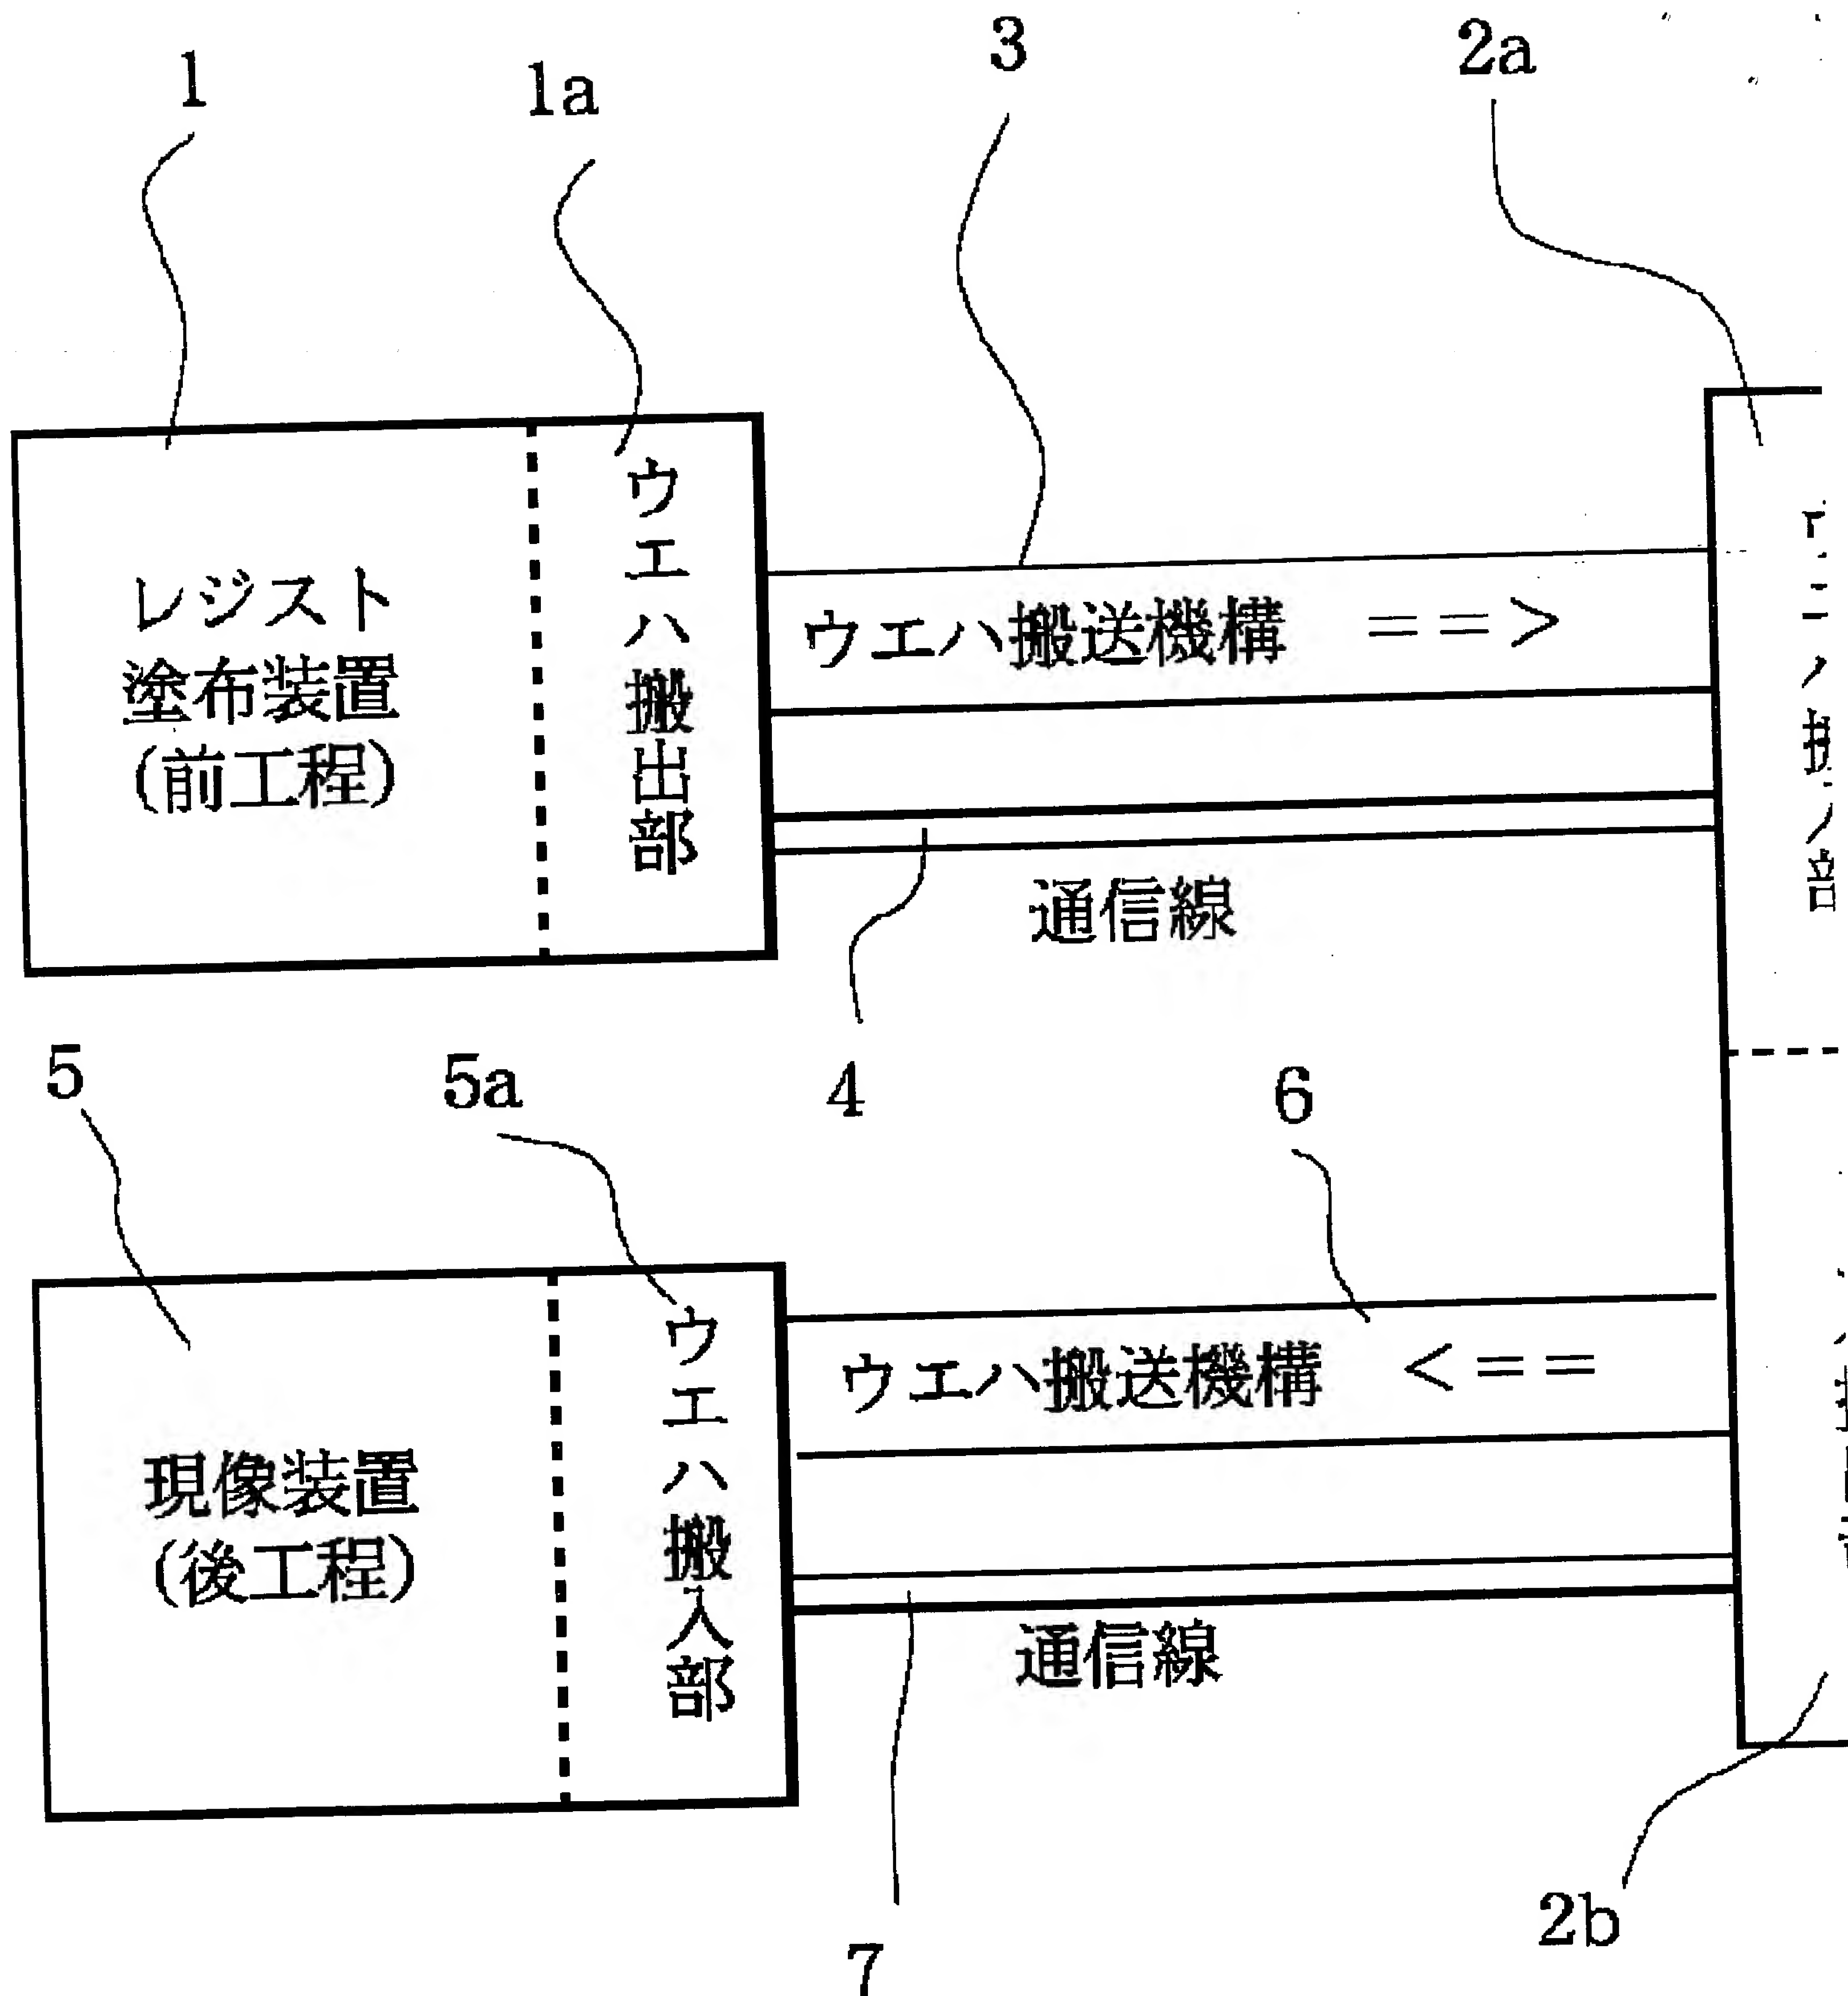 1
1a
3
2a
レジスト
塗布装置
(前工程)
ウエハ搬出部
ウエハ搬送機構 ==>
通信線
4
5
5a
6
現像装置
(後工程)
ウエハ搬入部
ウエハ搬送機構 <==
通信線
7
2b